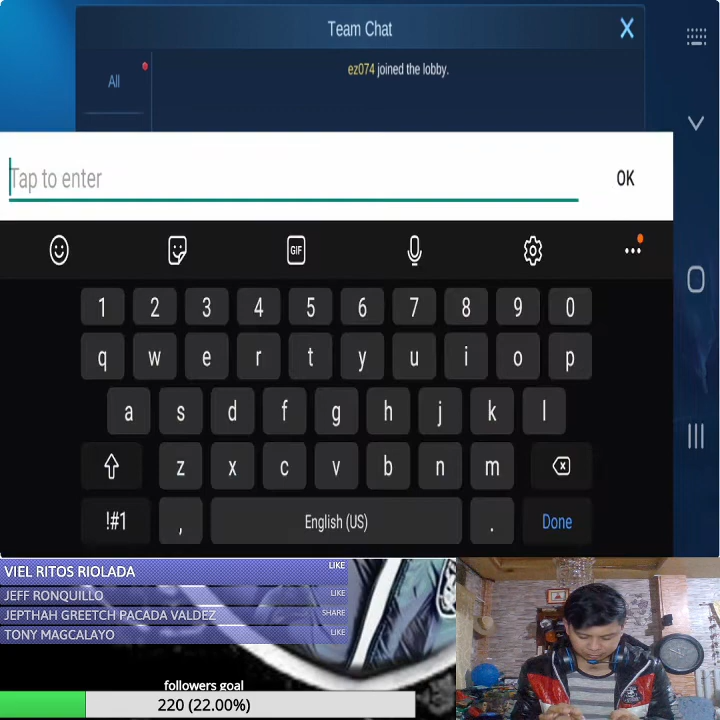 Team Chat
X
All
ez074 joined the lobby.
Tap to enter
OK
GIF
1 2 3 4 5 6 7 8 9 0
q w e r t y u i o p
a s d f g h j k l
z x c v b n m
!#1 , English (US) . Done
VIEL RITOS RIOLADA LIKE
JEFF RONQUILLO LIKE
JEPTHAH GREETCH PACADA VALDEZ SHARE
TONY MAGCALAYO LIKE
followers goal
220 (22.00%)